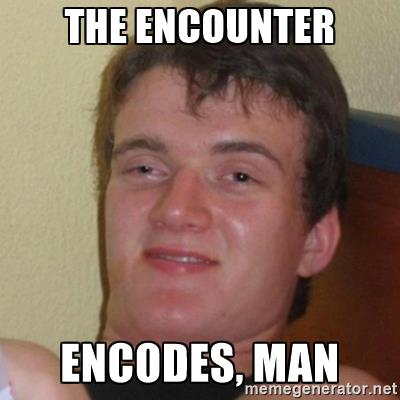 THE ENCOUNTER
ENCODES, MAN
memegenerator.net